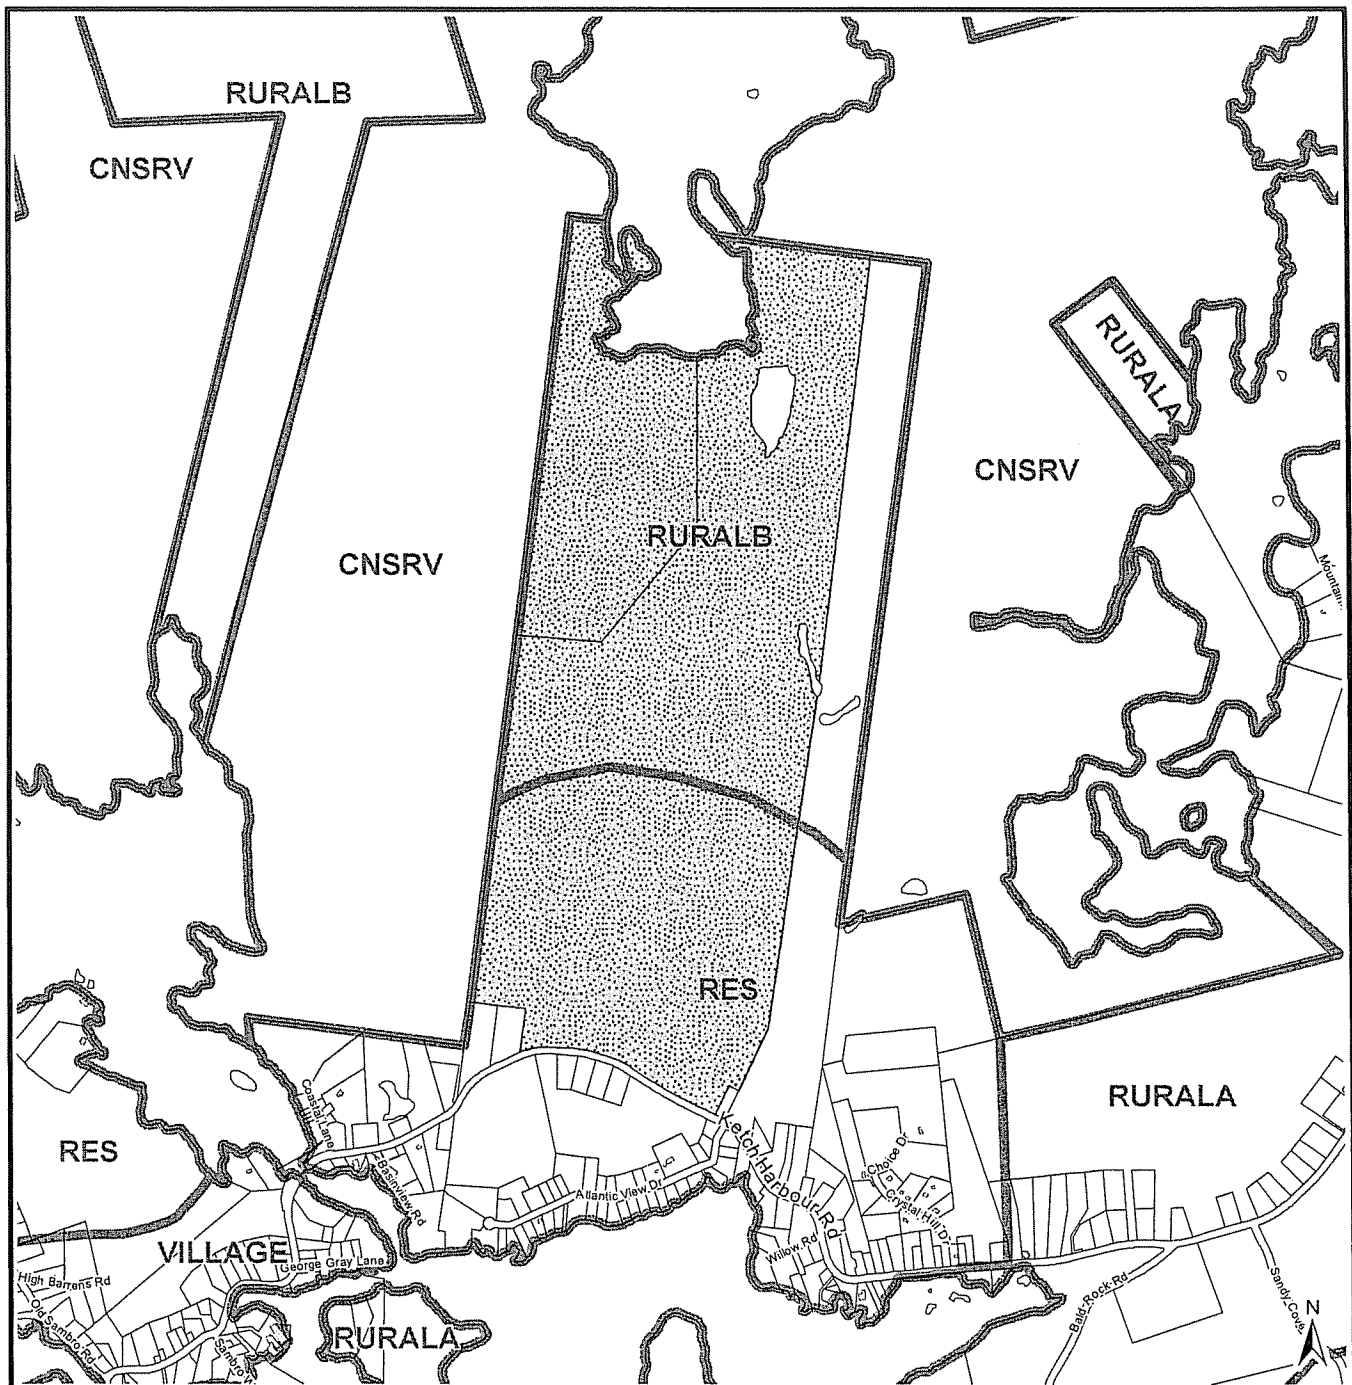 RURALB
CNSRV
RURALA
CNSRV
RURALB
CNSRV
RES
RURALA
Coastal Lane
Ketch Harbour Rd
Choice Dr
RES
Basinview Rd
Atlantic View Dr
Crystal Hill Dr
VILLAGE
George Gray Lane
Willow Rd
High Barrens Rd
Old Sambro Rd
Bald Rock Rd
Sandy Cove
RURALA
N